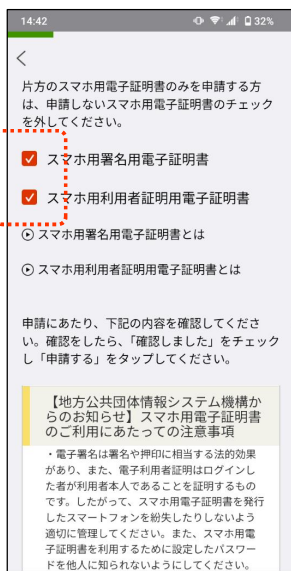 14:42
32%
片方のスマホ用電子証明書のみを申請する方
は、申請しないスマホ用電子証明書のチェック
を外してください。
スマホ用署名用電子証明書
スマホ用利用者証明用電子証明書
スマホ用署名用電子証明書とは
スマホ用利用者証明用電子証明書とは
申請にあたり、下記の内容を確認してくださ
い。確認をしたら、「確認しました」をチェック
し「申請する」をタップしてください。
【地方公共団体情報システム機構か
らのお知らせ】スマホ用電子証明書
のご利用にあたっての注意事項
・電子署名は署名や押印に相当する法的効果
があり、また、電子利用者証明はログインし
た者が利用者本人であることを証明するもの
です。したがって、スマホ用電子証明書を発行
したスマートフォンを紛失したりしないよう
適切に管理してください。また、スマホ用電
子証明書を利用するために設定したパスワー
ドを他人に知られないようにしてください。